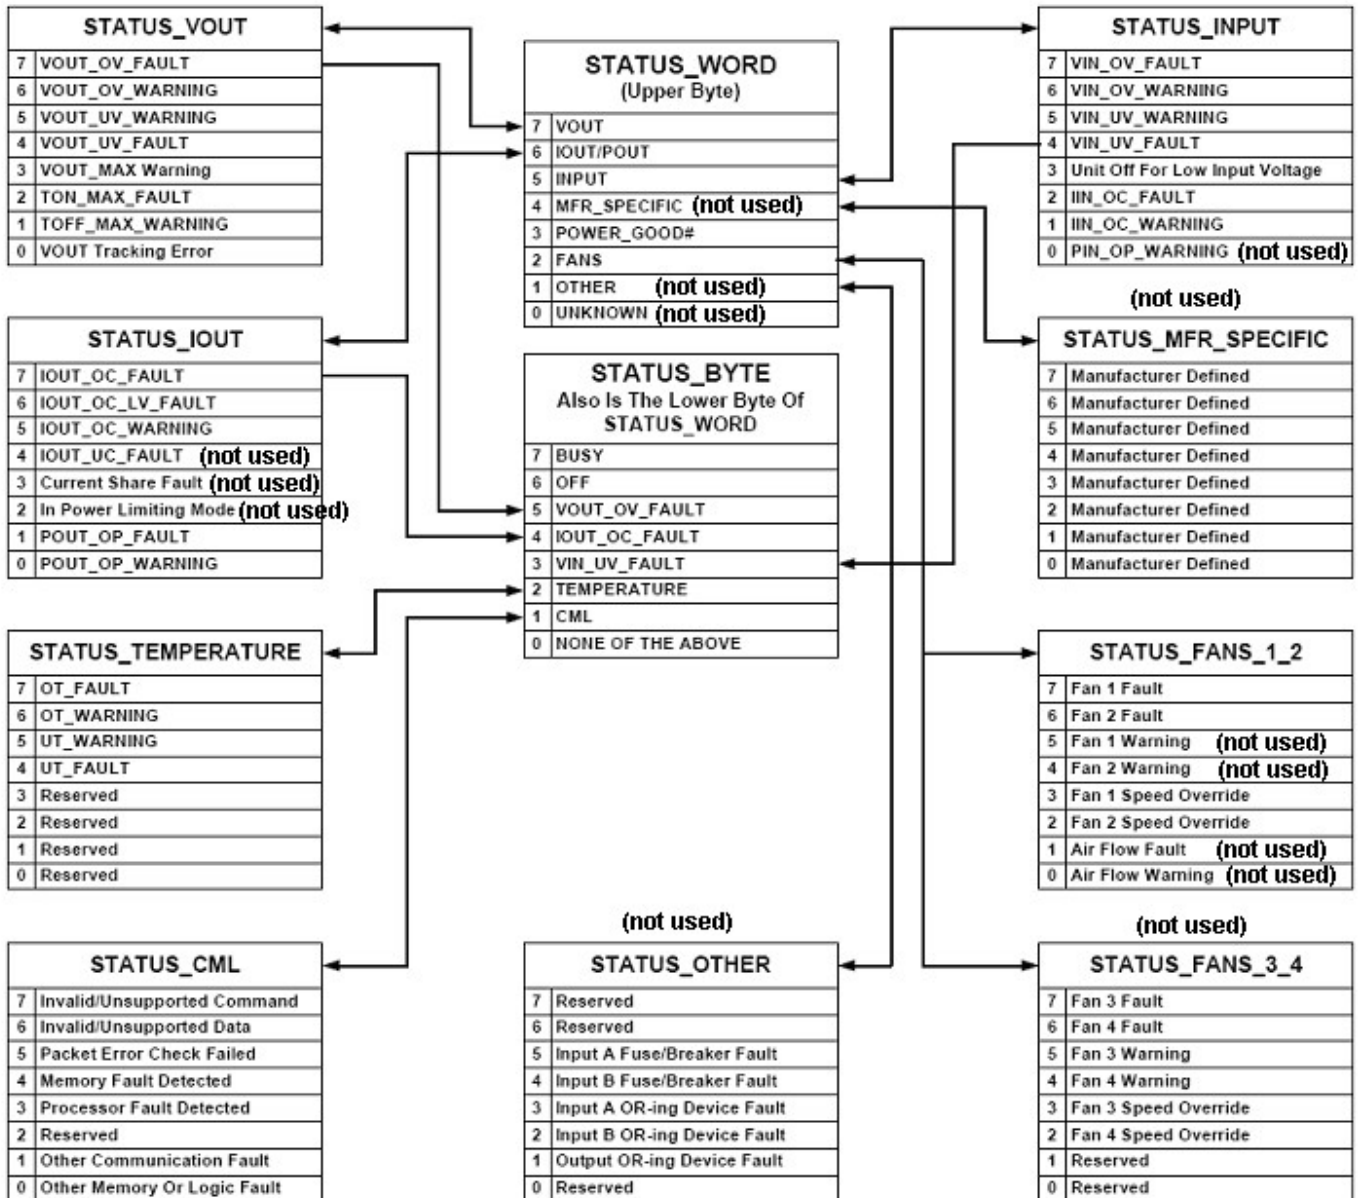 STATUS_VOUT
7 VOUT_OV_FAULT
6 VOUT_OV_WARNING
5 VOUT_UV_WARNING
4 VOUT_UV_FAULT
3 VOUT_MAX Warning
2 TON_MAX_FAULT
1 TOFF_MAX_WARNING
0 VOUT Tracking Error
STATUS_IOUT
7 IOUT_OC_FAULT
6 IOUT_OC_LV_FAULT
5 IOUT_OC_WARNING
4 IOUT_UC_FAULT (not used)
3 Current Share Fault (not used)
2 In Power Limiting Mode (not used)
1 POUT_OP_FAULT
0 POUT_OP_WARNING
STATUS_TEMPERATURE
7 OT_FAULT
6 OT_WARNING
5 UT_WARNING
4 UT_FAULT
3 Reserved
2 Reserved
1 Reserved
0 Reserved
STATUS_CML
7 Invalid/Unsupported Command
6 Invalid/Unsupported Data
5 Packet Error Check Failed
4 Memory Fault Detected
3 Processor Fault Detected
2 Reserved
1 Other Communication Fault
0 Other Memory Or Logic Fault
STATUS_WORD
(Upper Byte)
7 VOUT
6 IOUT/POUT
5 INPUT
4 MFR_SPECIFIC (not used)
3 POWER_GOOD#
2 FANS
1 OTHER (not used)
0 UNKNOWN (not used)
STATUS_BYTE
Also Is The Lower Byte Of
STATUS_WORD
7 BUSY
6 OFF
5 VOUT_OV_FAULT
4 IOUT_OC_FAULT
3 VIN_UV_FAULT
2 TEMPERATURE
1 CML
0 NONE OF THE ABOVE
(not used)
STATUS_OTHER
7 Reserved
6 Reserved
5 Input A Fuse/Breaker Fault
4 Input B Fuse/Breaker Fault
3 Input A OR-ing Device Fault
2 Input B OR-ing Device Fault
1 Output OR-ing Device Fault
0 Reserved
STATUS_INPUT
7 VIN_OV_FAULT
6 VIN_OV_WARNING
5 VIN_UV_WARNING
4 VIN_UV_FAULT
3 Unit Off For Low Input Voltage
2 IIN_OC_FAULT
1 IIN_OC_WARNING
0 PIN_OP_WARNING (not used)
(not used)
STATUS_MFR_SPECIFIC
7 Manufacturer Defined
6 Manufacturer Defined
5 Manufacturer Defined
4 Manufacturer Defined
3 Manufacturer Defined
2 Manufacturer Defined
1 Manufacturer Defined
0 Manufacturer Defined
STATUS_FANS_1_2
7 Fan 1 Fault
6 Fan 2 Fault
5 Fan 1 Warning (not used)
4 Fan 2 Warning (not used)
3 Fan 1 Speed Override
2 Fan 2 Speed Override
1 Air Flow Fault (not used)
0 Air Flow Warning (not used)
(not used)
STATUS_FANS_3_4
7 Fan 3 Fault
6 Fan 4 Fault
5 Fan 3 Warning
4 Fan 4 Warning
3 Fan 3 Speed Override
2 Fan 4 Speed Override
1 Reserved
0 Reserved